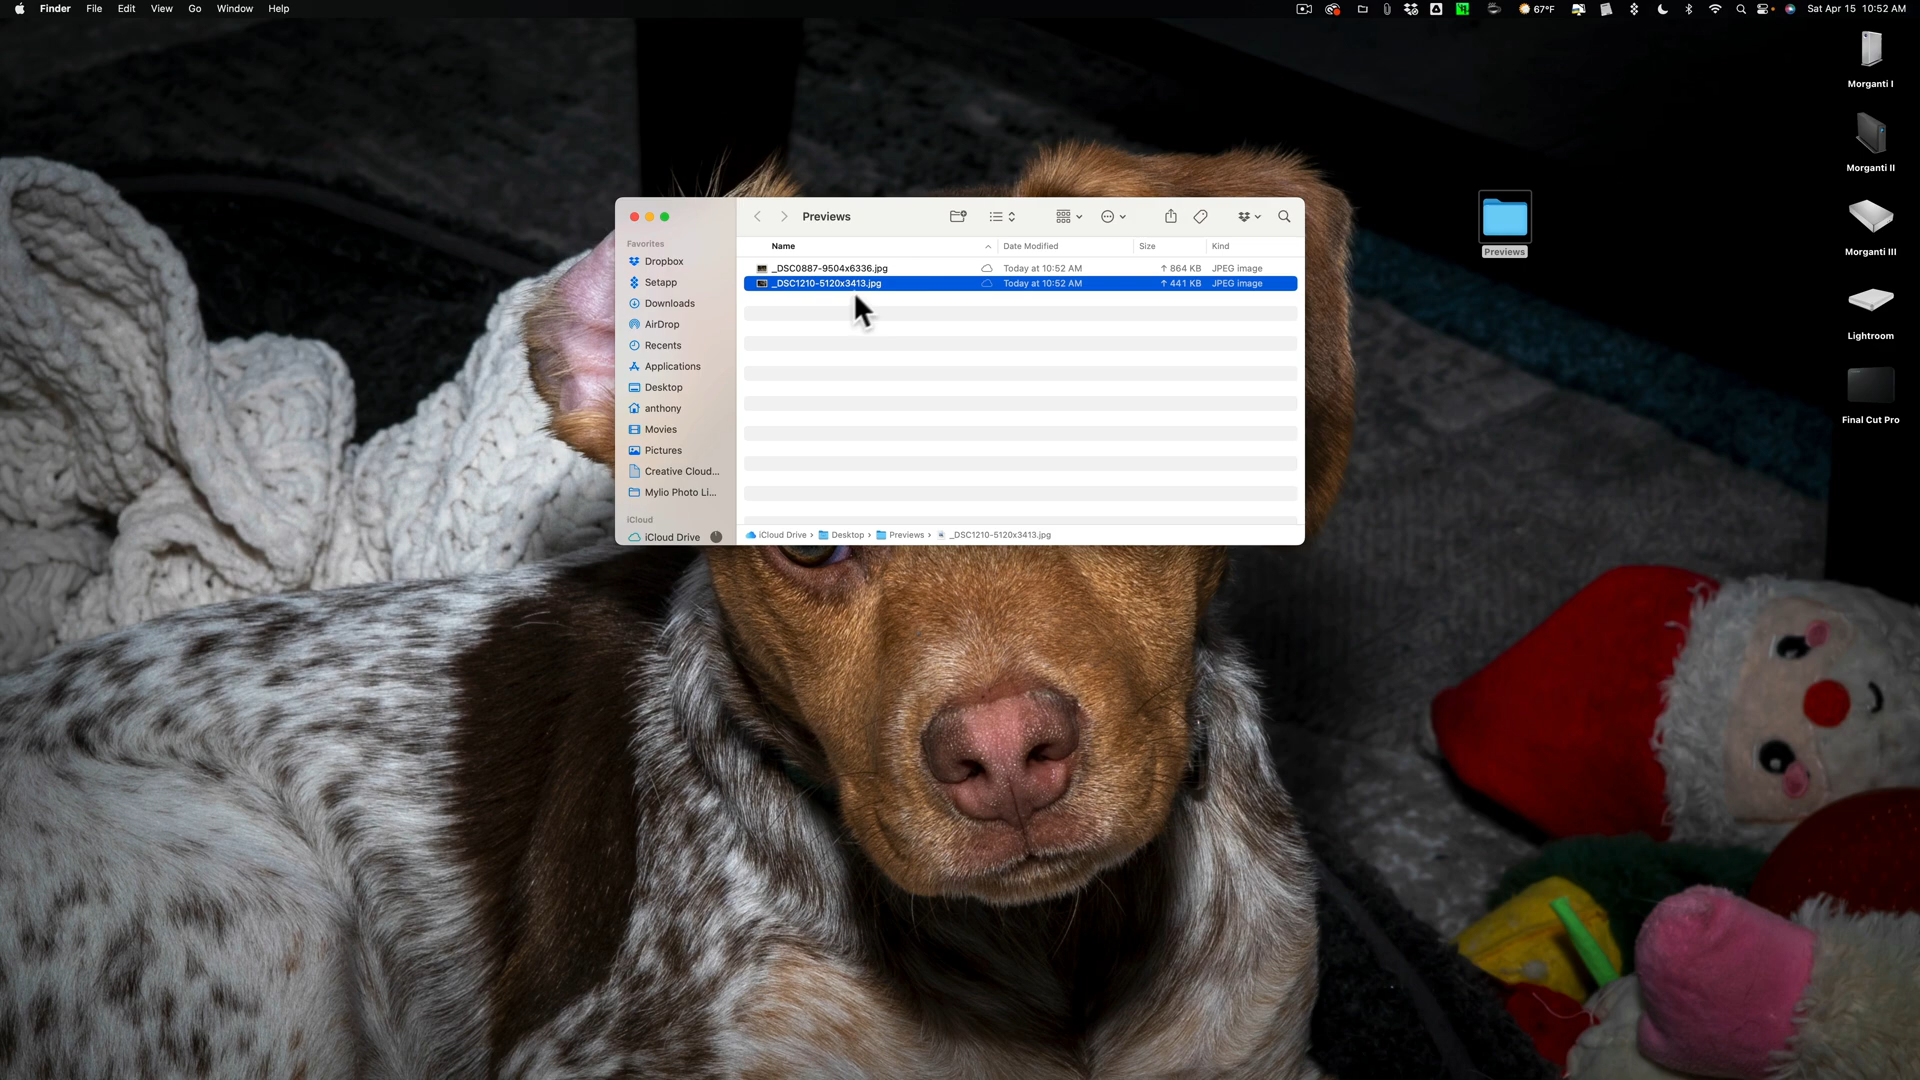 Finder File Edit View Go Window Help 67°F Sat Apr 15 10:52 AM
Morganti I
Morganti II
Morganti III
Lightroom
Final Cut Pro
Previews
Previews
Favorites
Dropbox
Setapp
Downloads
AirDrop
Recents
Applications
Desktop
anthony
Movies
Pictures
Creative Cloud...
Mylio Photo Li...
iCloud
iCloud Drive
Name Date Modified Size Kind
_DSC0887-9504x6336.jpg Today at 10:52 AM ↑ 864 KB JPEG image
_DSC1210-5120x3413.jpg Today at 10:52 AM ↑ 441 KB JPEG image
iCloud Drive › Desktop › Previews › _DSC1210-5120x3413.jpg